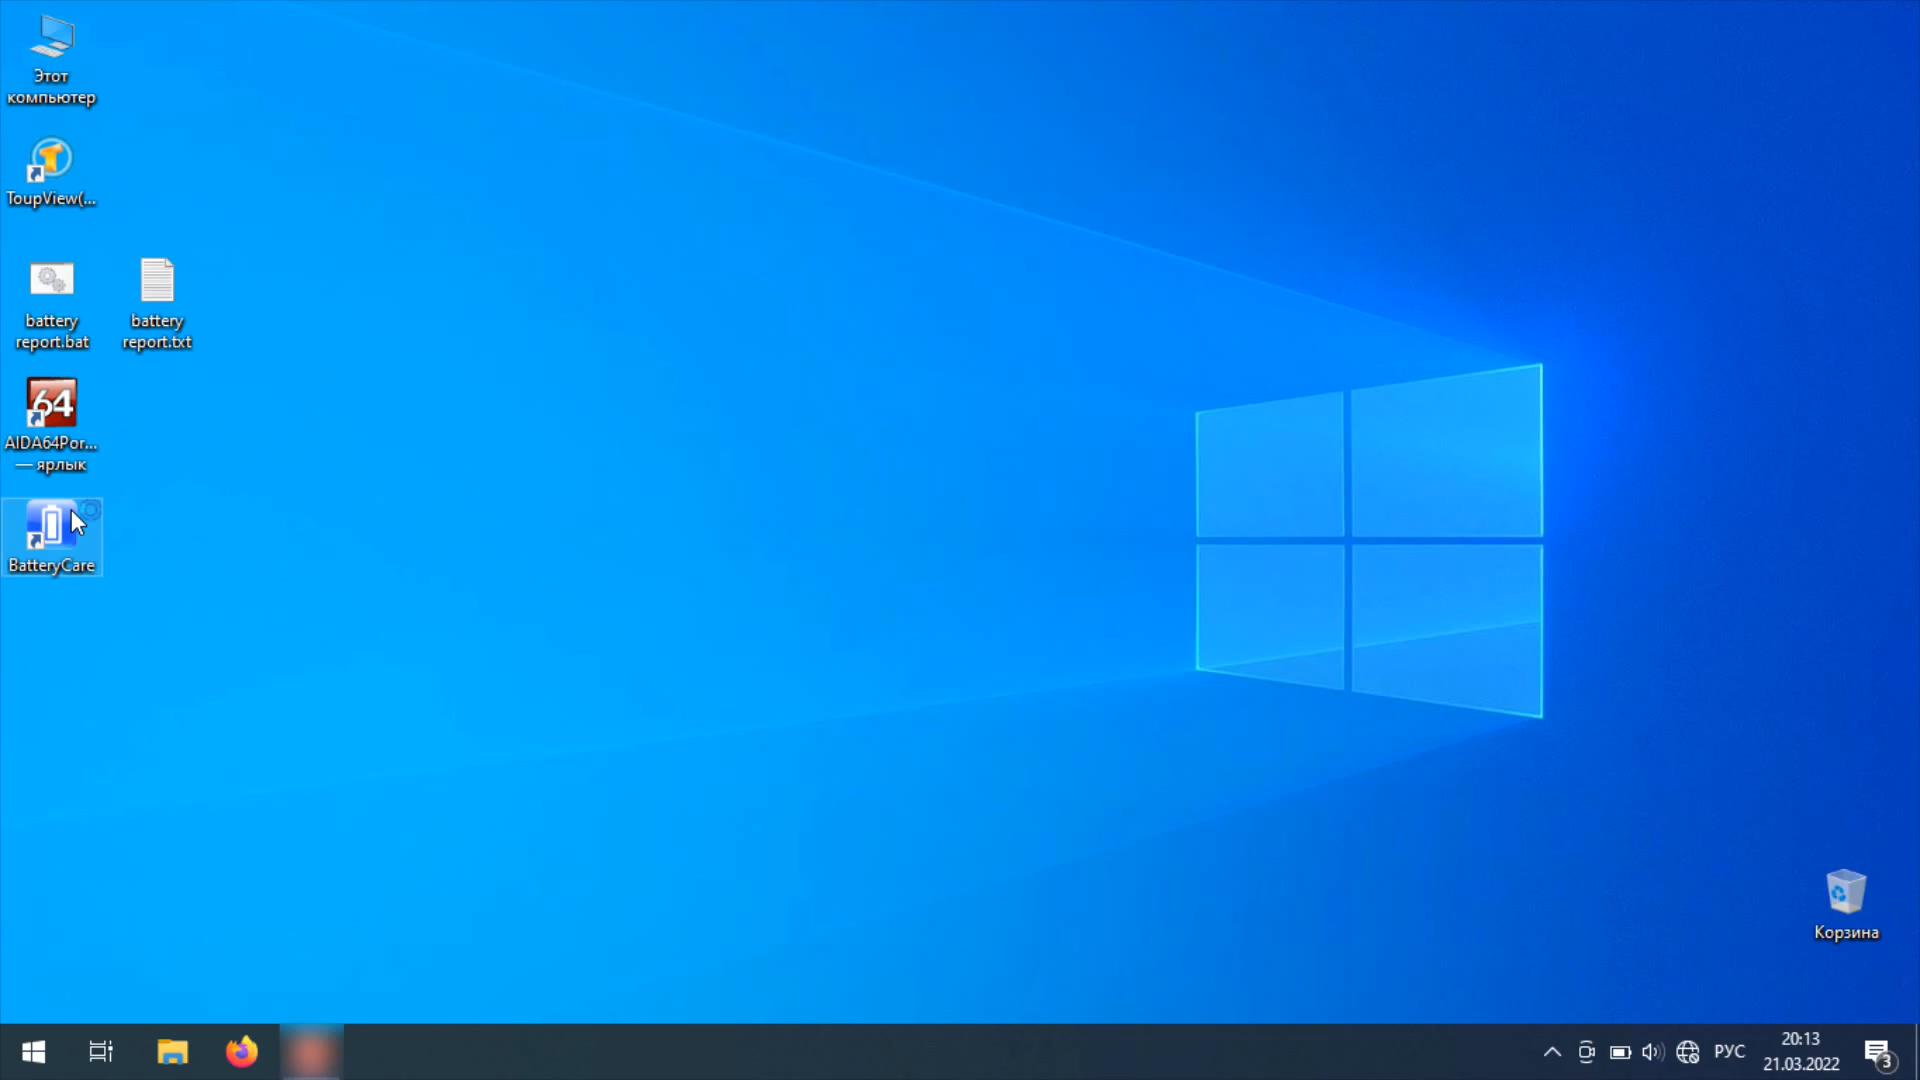 Этот
компьютер
ToupView(...
battery
report.bat
battery
report.txt
64
AIDA64Por...
— ярлык
BatteryCare
Корзина
РУС
20:13
21.03.2022
3